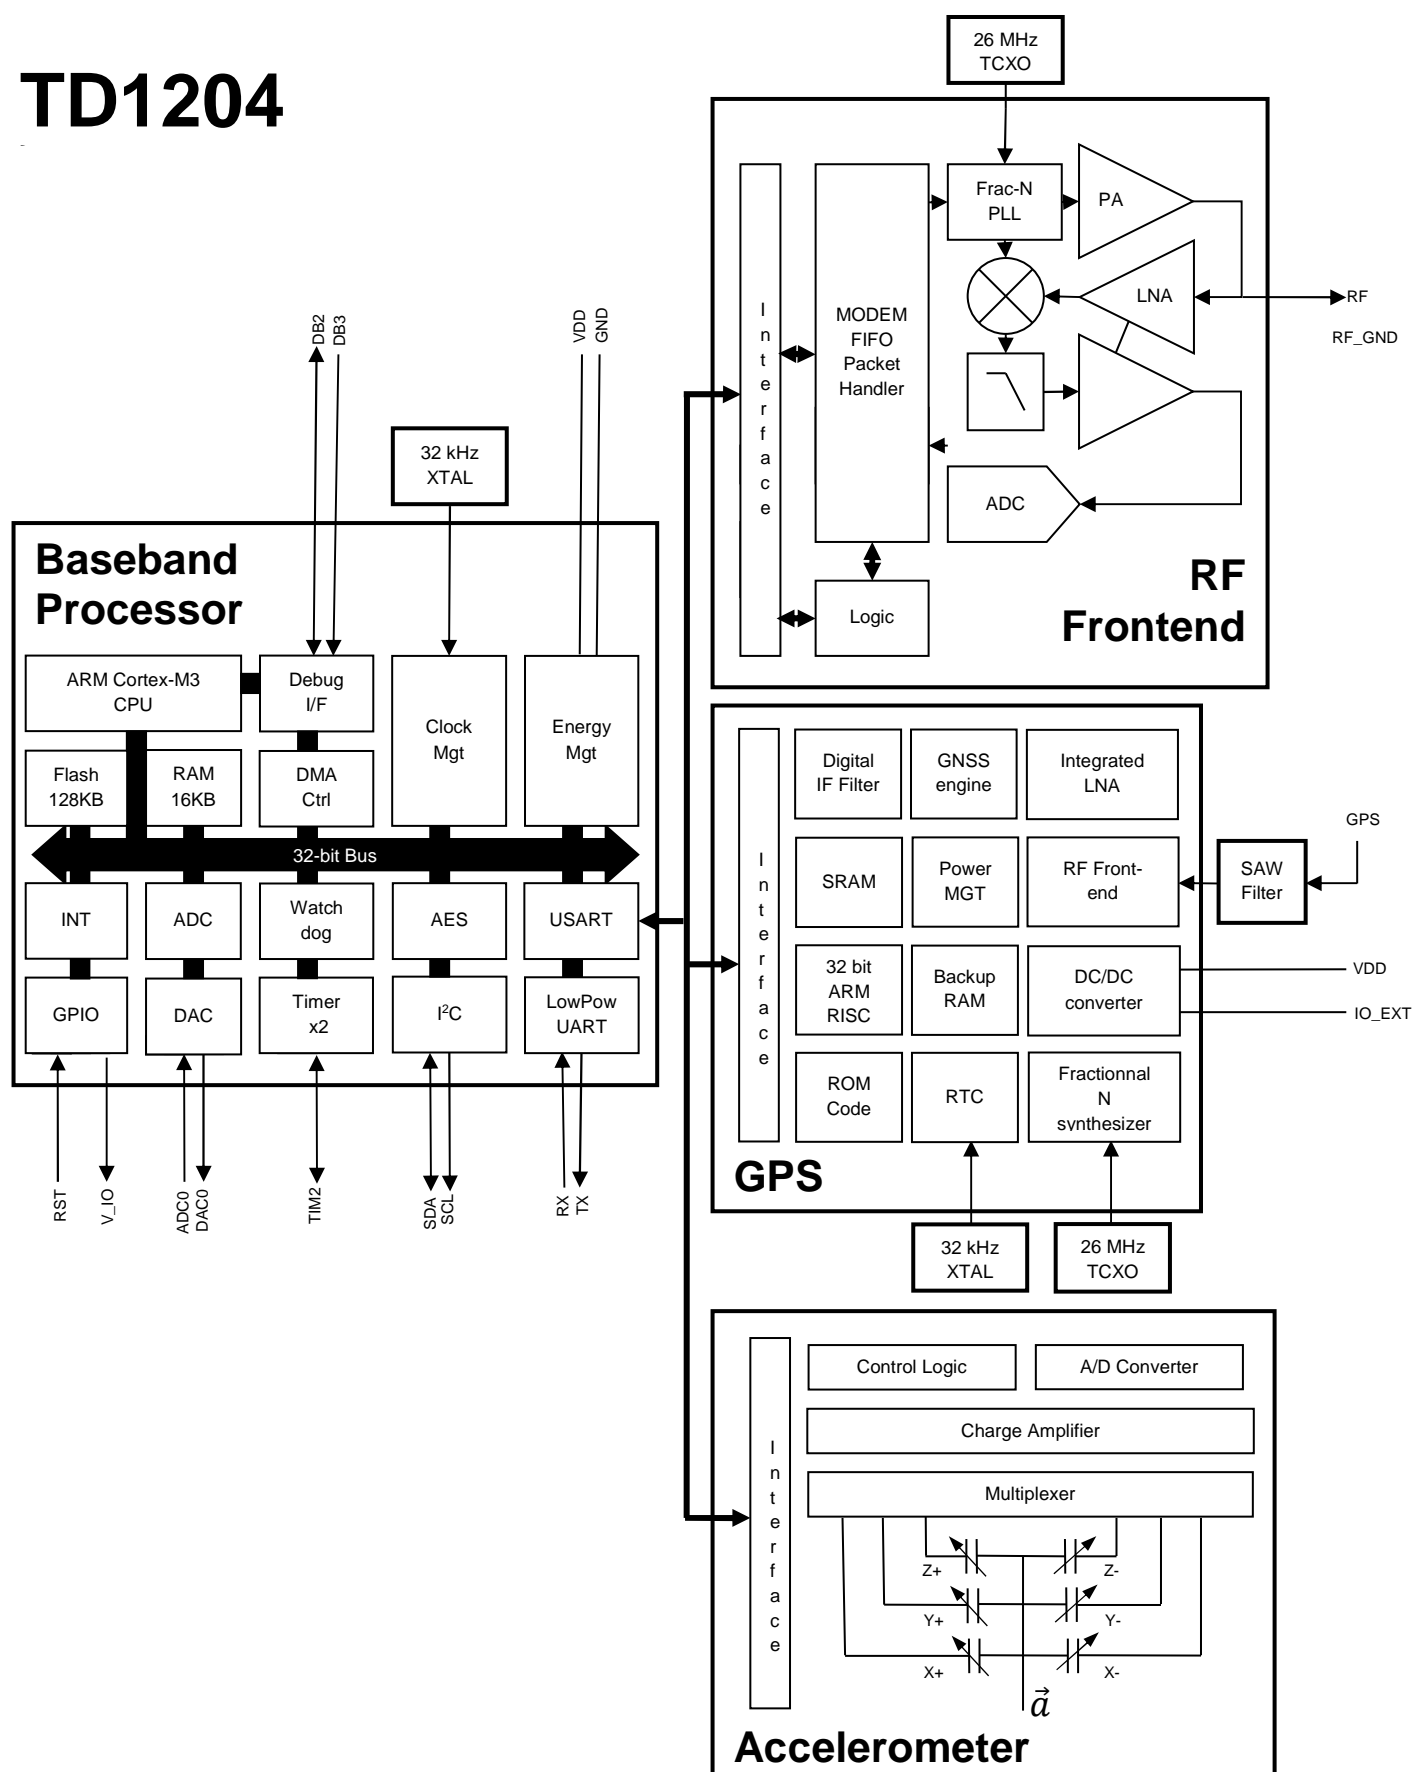 TD1204
26 MHz
TCXO
Frac-N
PLL
PA
LNA
RF
RF_GND
Interface
MODEM
FIFO
Packet
Handler
ADC
Logic
RF
Frontend
DB2
DB3
VDD
GND
32 kHz
XTAL
Baseband
Processor
ARM Cortex-M3
CPU
Debug
I/F
Clock
Mgt
Energy
Mgt
Flash
128KB
RAM
16KB
DMA
Ctrl
32-bit Bus
INT
ADC
Watch
dog
AES
USART
GPIO
DAC
Timer
x2
I²C
LowPow
UART
RST
V_IO
ADC0
DAC0
TIM2
SDA
SCL
RX
TX
Interface
Digital
IF Filter
GNSS
engine
Integrated
LNA
SRAM
Power
MGT
RF Front-
end
SAW
Filter
GPS
32 bit
ARM
RISC
Backup
RAM
DC/DC
converter
VDD
IO_EXT
ROM
Code
RTC
Fractionnal
N
synthesizer
GPS
32 kHz
XTAL
26 MHz
TCXO
Interface
Control Logic
A/D Converter
Charge Amplifier
Multiplexer
Z+
Z-
Y+
Y-
X+
X-
a⃗
Accelerometer